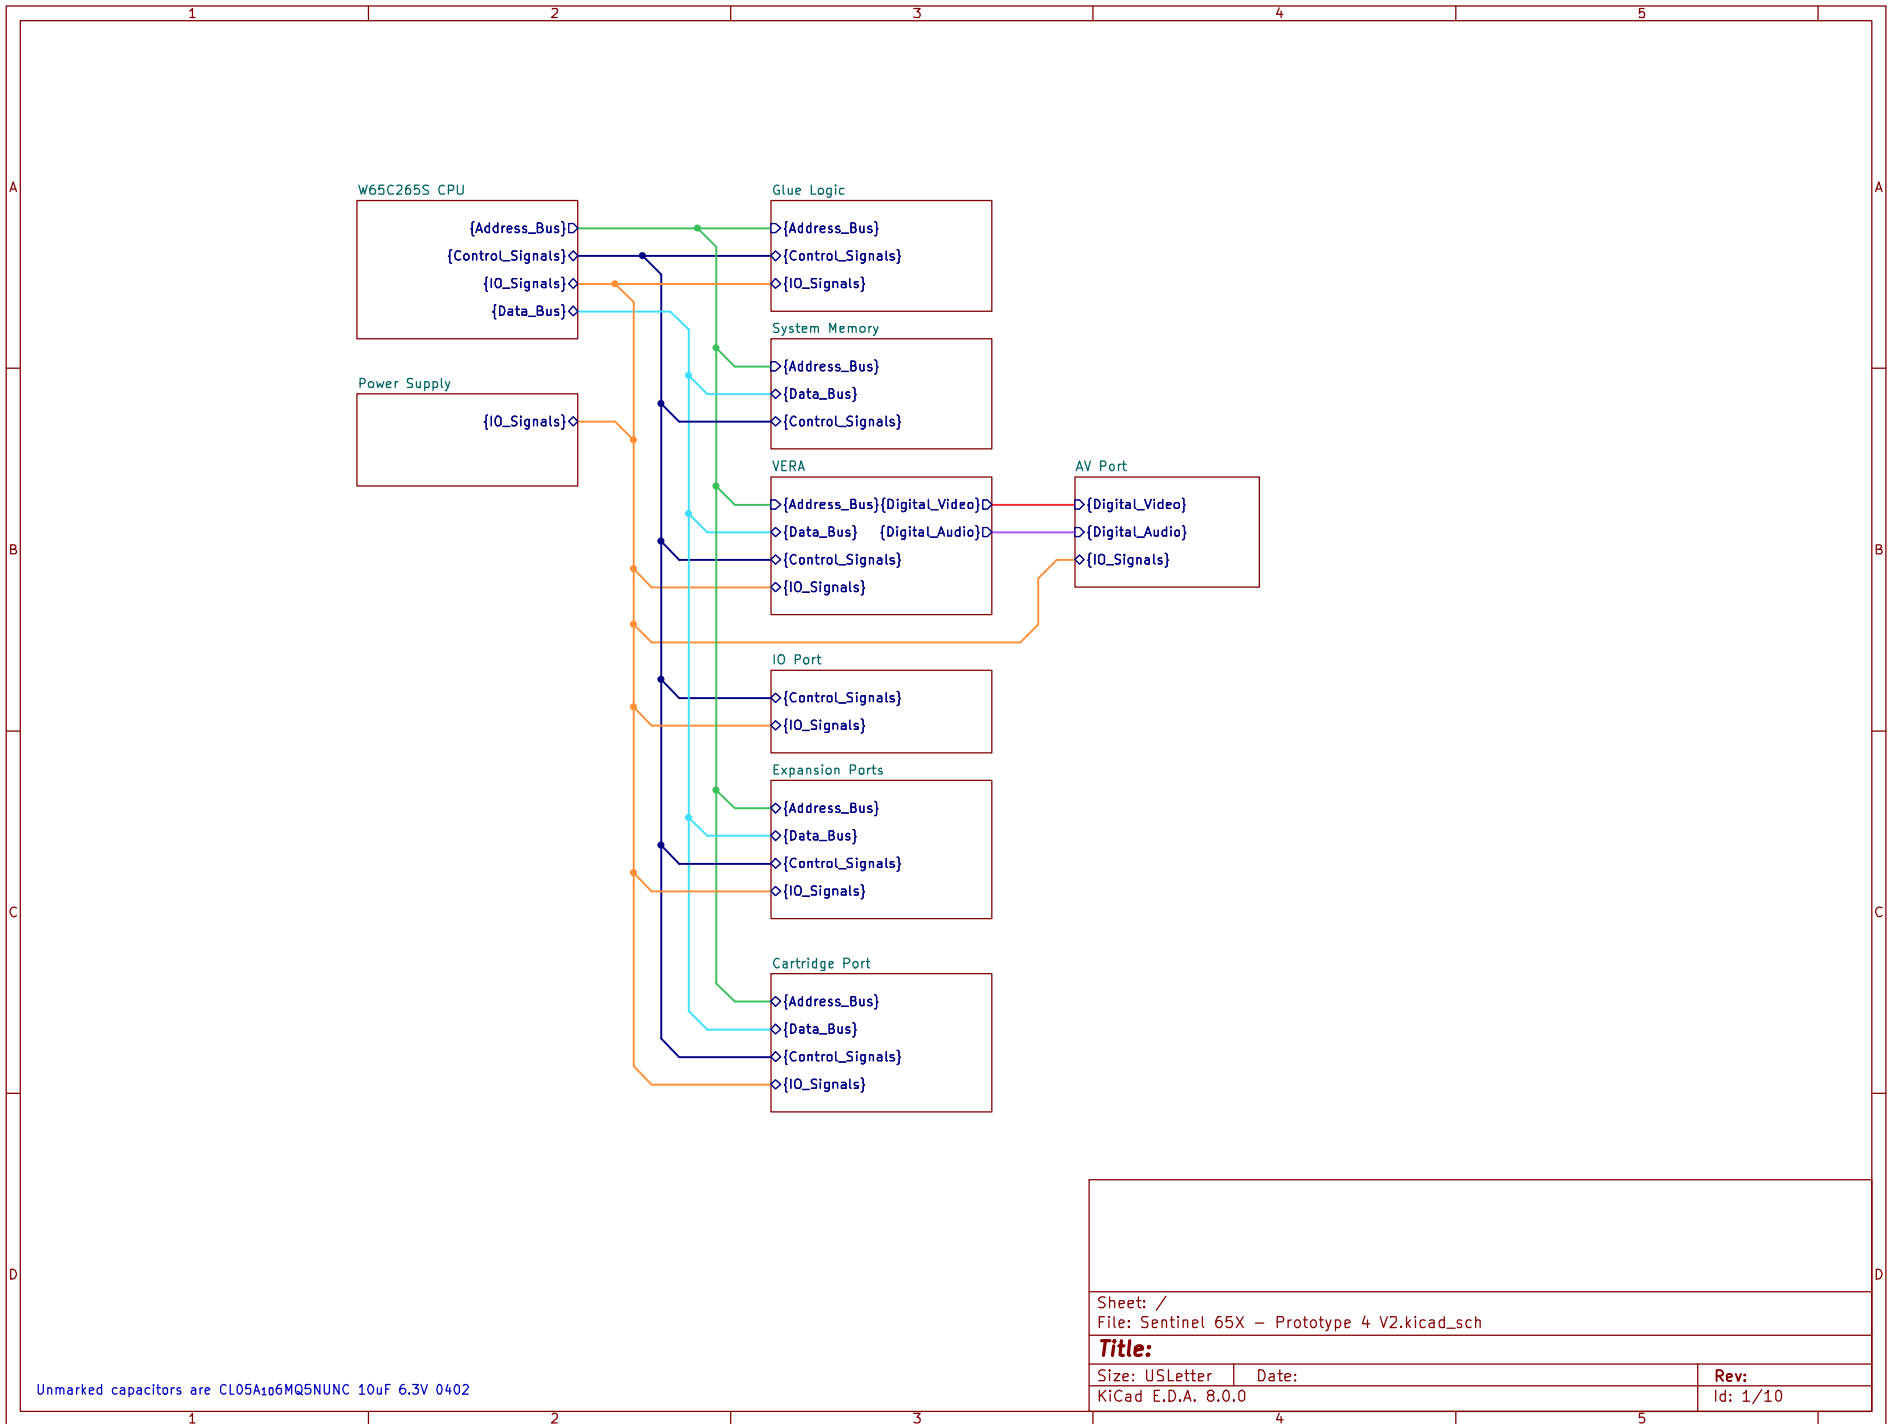 1 2 3 4 5
A A
W65C265S CPU
{Address_Bus}
{Control_Signals}
{IO_Signals}
{Data_Bus}
Glue Logic
{Address_Bus}
{Control_Signals}
{IO_Signals}
System Memory
{Address_Bus}
{Data_Bus}
{Control_Signals}
Power Supply
{IO_Signals}
VERA
{Address_Bus} {Digital_Video}
{Data_Bus} {Digital_Audio}
{Control_Signals}
{IO_Signals}
AV Port
{Digital_Video}
{Digital_Audio}
{IO_Signals}
B B
IO Port
{Control_Signals}
{IO_Signals}
Expansion Ports
{Address_Bus}
{Data_Bus}
{Control_Signals}
{IO_Signals}
C C
Cartridge Port
{Address_Bus}
{Data_Bus}
{Control_Signals}
{IO_Signals}
D D
Sheet: /
File: Sentinel 65X – Prototype 4 V2.kicad_sch
Title:
Size: USLetter Date: Rev:
KiCad E.D.A. 8.0.0 Id: 1/10
Unmarked capacitors are CL05A106MQ5NUNC 10uF 6.3V 0402
1 2 3 4 5